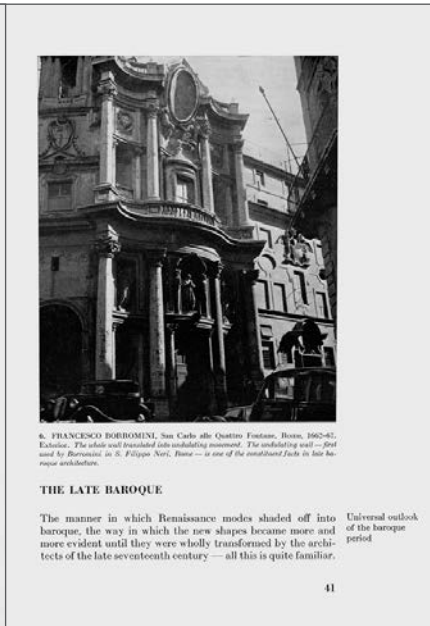 6. FRANCESCO BORROMINI, San Carlo alle Quattro Fontane, Rome, 1662–67.
Exterior. The whole wall translated into undulating movement. The undulating wall — first
used by Borromini in S. Filippo Neri, Rome — is one of the constituent facts in late ba-
roque architecture.
THE LATE BAROQUE
The manner in which Renaissance modes shaded off into
baroque, the way in which the new shapes became more and
more evident until they were wholly transformed by the archi-
tects of the late seventeenth century — all this is quite familiar.
Universal outlook
of the baroque
period
41